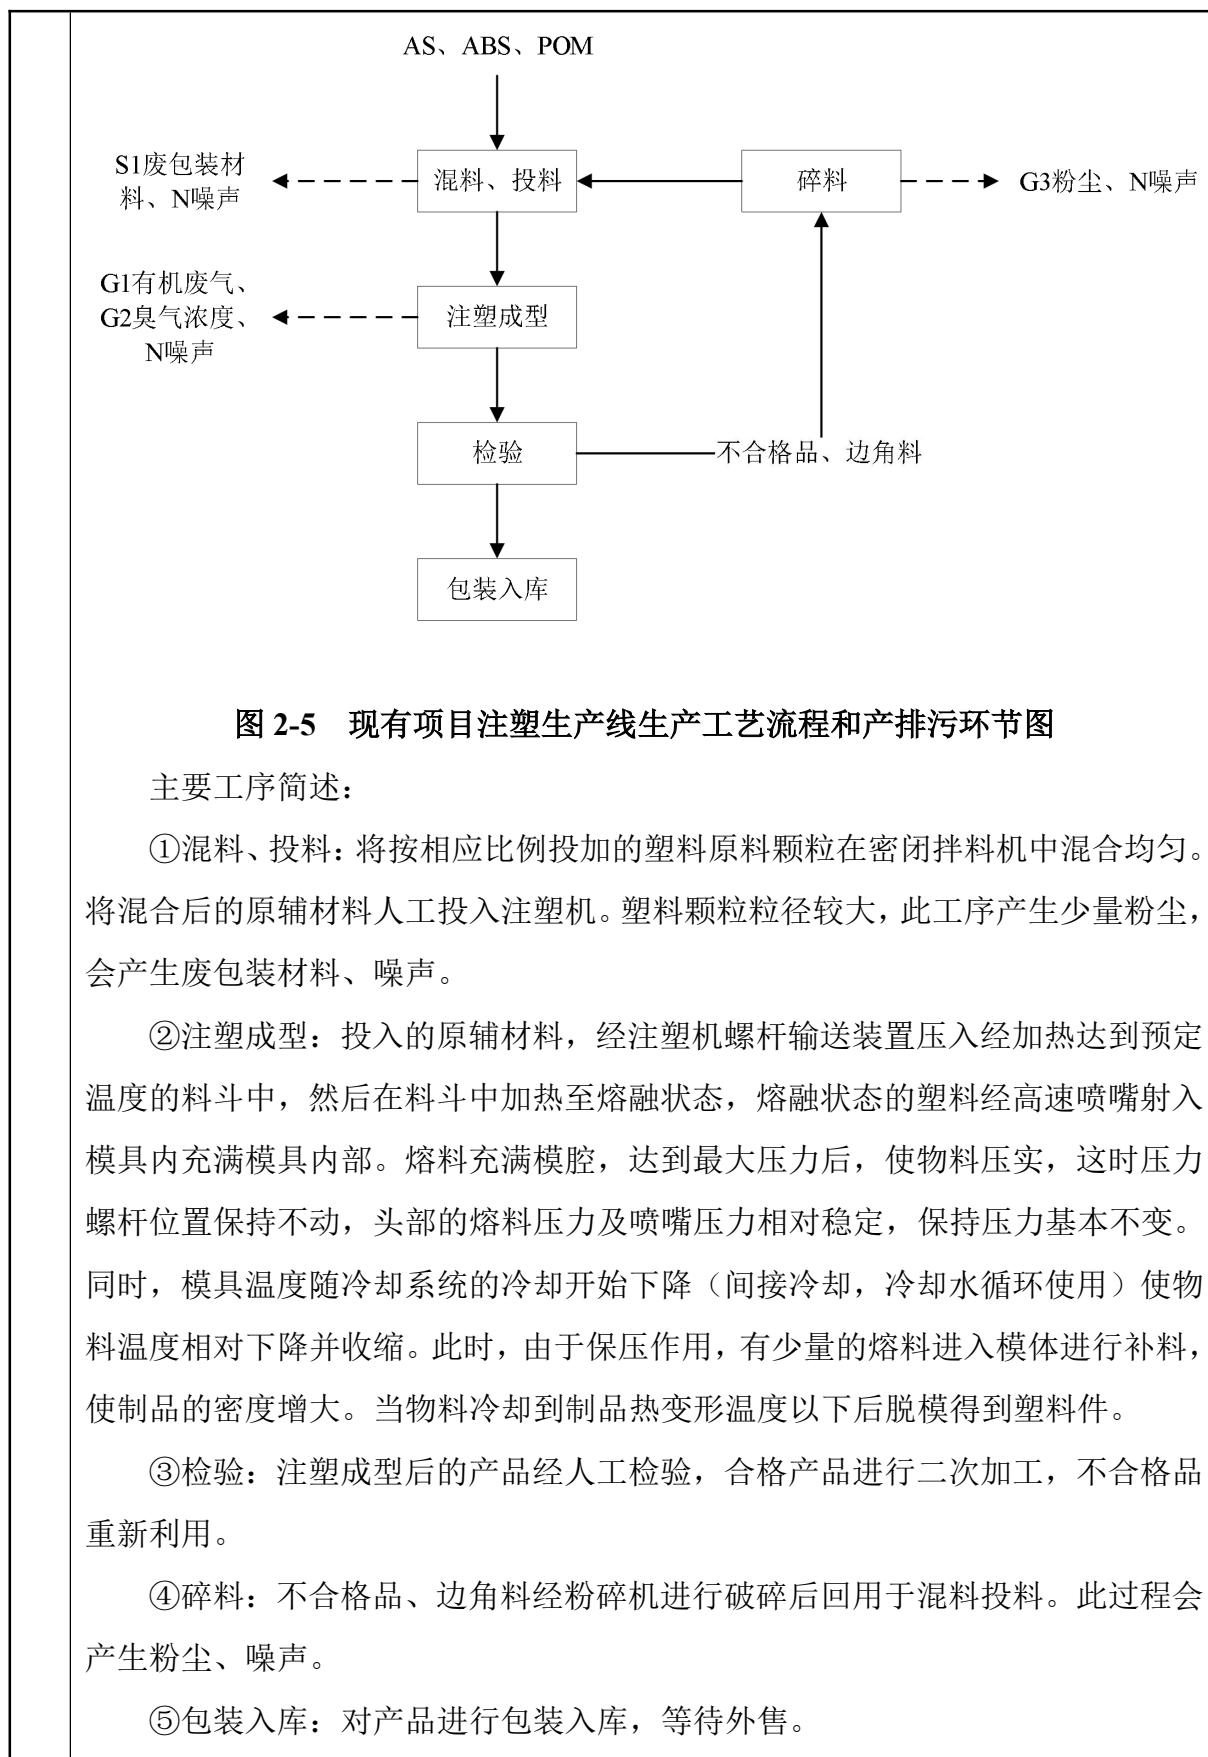 AS、ABS、POM
S1废包装材
料、N噪声
混料、投料
碎料
G3粉尘、N噪声
G1有机废气、
G2臭气浓度、
N噪声
注塑成型
检验
不合格品、边角料
包装入库
图 2-5 现有项目注塑生产线生产工艺流程和产排污环节图
主要工序简述：
①混料、投料：将按相应比例投加的塑料原料颗粒在密闭拌料机中混合均匀。
将混合后的原辅材料人工投入注塑机。塑料颗粒粒径较大，此工序产生少量粉尘，
会产生废包装材料、噪声。
②注塑成型：投入的原辅材料，经注塑机螺杆输送装置压入经加热达到预定
温度的料斗中，然后在料斗中加热至熔融状态，熔融状态的塑料经高速喷嘴射入
模具内充满模具内部。熔料充满模腔，达到最大压力后，使物料压实，这时压力
螺杆位置保持不动，头部的熔料压力及喷嘴压力相对稳定，保持压力基本不变。
同时，模具温度随冷却系统的冷却开始下降（间接冷却，冷却水循环使用）使物
料温度相对下降并收缩。此时，由于保压作用，有少量的熔料进入模体进行补料，
使制品的密度增大。当物料冷却到制品热变形温度以下后脱模得到塑料件。
③检验：注塑成型后的产品经人工检验，合格产品进行二次加工，不合格品
重新利用。
④碎料：不合格品、边角料经粉碎机进行破碎后回用于混料投料。此过程会
产生粉尘、噪声。
⑤包装入库：对产品进行包装入库，等待外售。